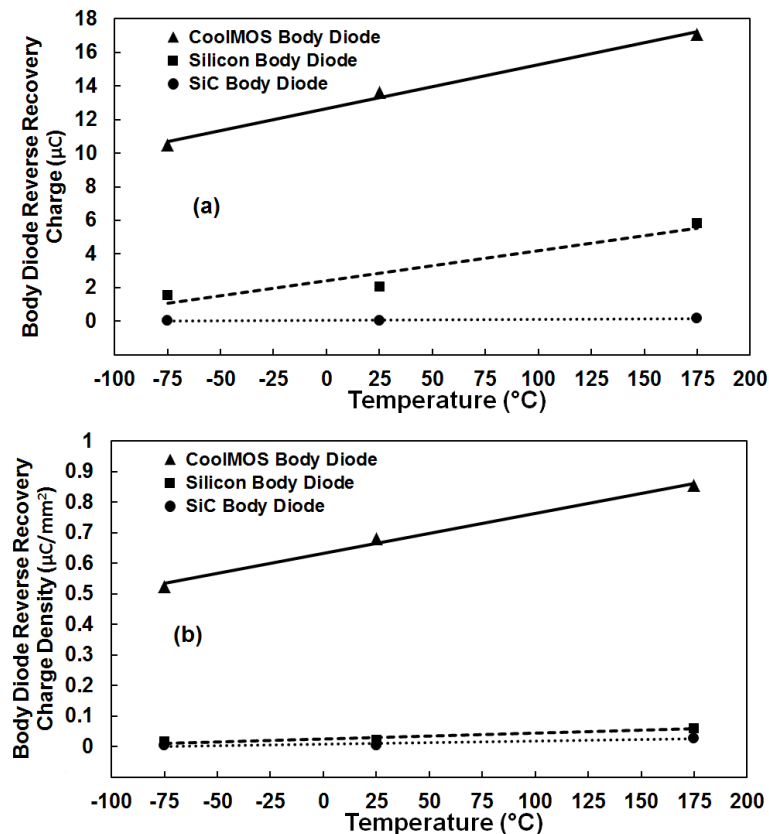 18
16
14
12
10
8
6
4
2
0
Body Diode Reverse Recovery
Charge (µC)
CoolMOS Body Diode
Silicon Body Diode
SiC Body Diode
(a)
-100 -75 -50 -25 0 25 50 75 100 125 150 175 200
Temperature (°C)
1
0.9
0.8
0.7
0.6
0.5
0.4
0.3
0.2
0.1
0
Body Diode Reverse Recovery
Charge Density (µC/mm²)
CoolMOS Body Diode
Silicon Body Diode
SiC Body Diode
(b)
-100 -75 -50 -25 0 25 50 75 100 125 150 175 200
Temperature (°C)